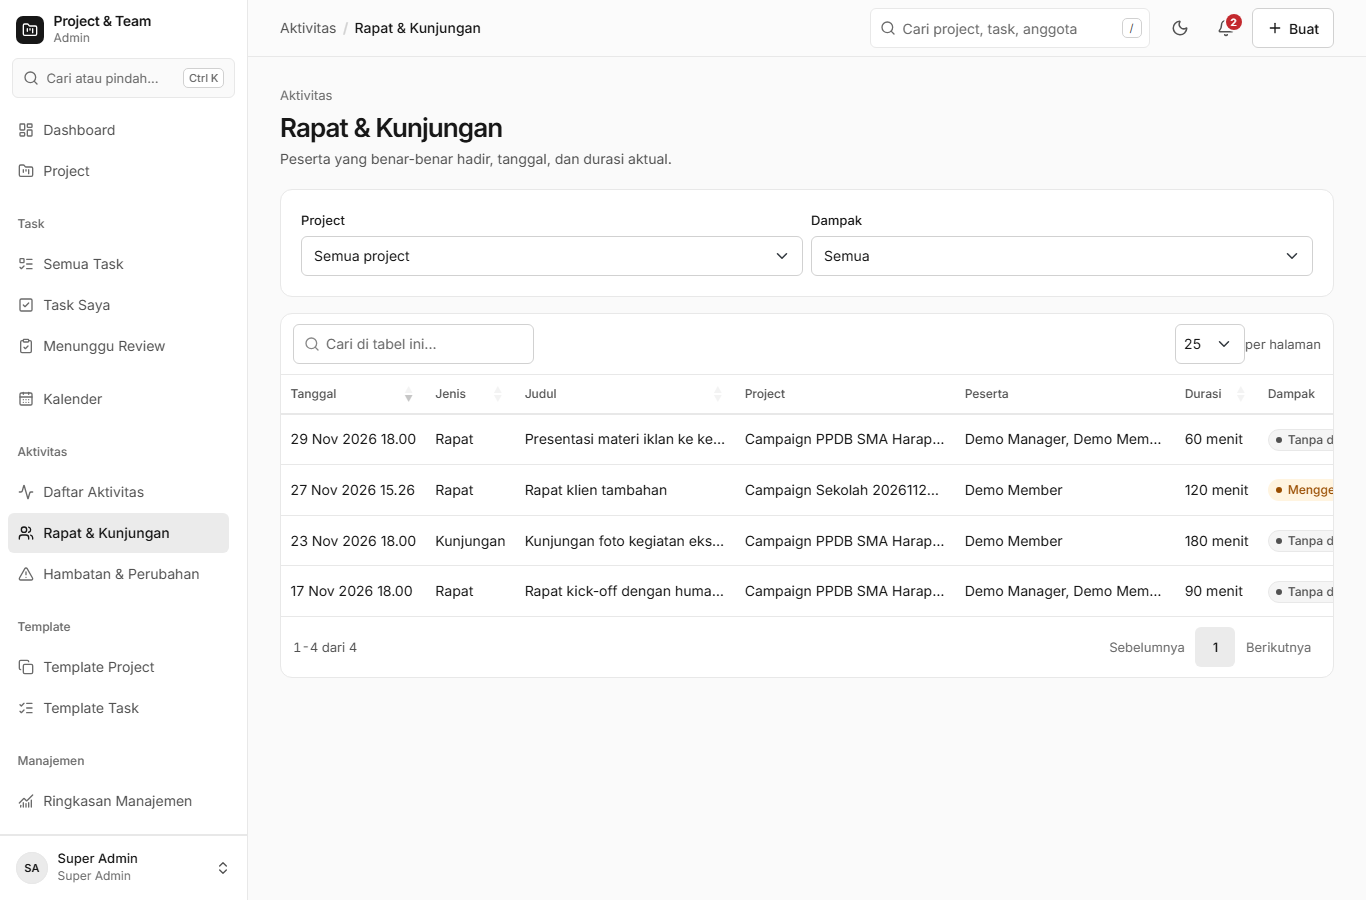 Project & Team
Admin
Cari atau pindah...
Ctrl K
Dashboard
Project
Task
Semua Task
Task Saya
Menunggu Review
Kalender
Aktivitas
Daftar Aktivitas
Rapat & Kunjungan
Hambatan & Perubahan
Template
Template Project
Template Task
Manajemen
Ringkasan Manajemen
SA
Super Admin
Super Admin
Aktivitas / Rapat & Kunjungan
Cari project, task, anggota /
2
+ Buat
Aktivitas
Rapat & Kunjungan
Peserta yang benar-benar hadir, tanggal, dan durasi aktual.
Project
Semua project
Dampak
Semua
Cari di tabel ini...
25 per halaman
Tanggal Jenis Judul Project Peserta Durasi Dampak
29 Nov 2026 18.00 Rapat Presentasi materi iklan ke ke... Campaign PPDB SMA Harap... Demo Manager, Demo Mem... 60 menit Tanpa d
27 Nov 2026 15.26 Rapat Rapat klien tambahan Campaign Sekolah 2026112... Demo Member 120 menit Mengge
23 Nov 2026 18.00 Kunjungan Kunjungan foto kegiatan eks... Campaign PPDB SMA Harap... Demo Member 180 menit Tanpa d
17 Nov 2026 18.00 Rapat Rapat kick-off dengan huma... Campaign PPDB SMA Harap... Demo Manager, Demo Mem... 90 menit Tanpa d
1-4 dari 4
Sebelumnya 1 Berikutnya